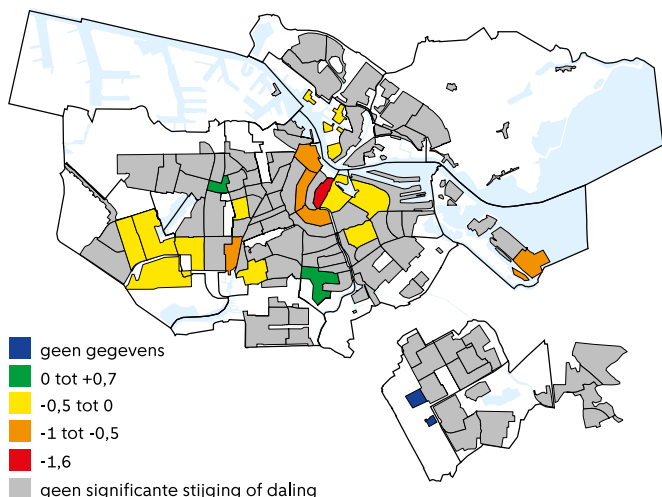 geen gegevens
0 tot +0,7
-0,5 tot 0
-1 tot -0,5
-1,6
geen significante stijging of daling